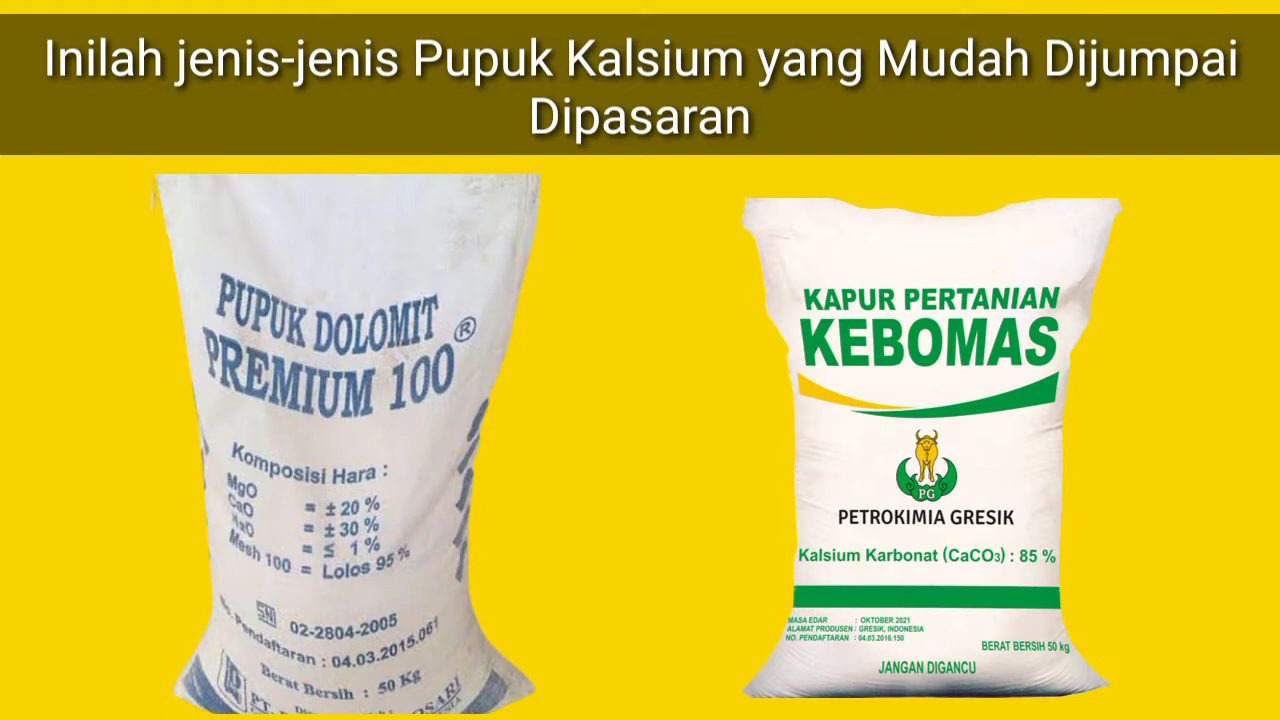 Inilah jenis-jenis Pupuk Kalsium yang Mudah Dijumpai
Dipasaran
PUPUK DOLOMIT
PREMIUM 100 ®
Komposisi Hara :
MgO = ± 20 %
CaO = ± 30 %
H2O = ≤ 1 %
Mesh 100 = Lolos 95 %
SNI 02-2804-2005
No. Pendaftaran : 04.03.2015.061
Berat Bersih : 50 Kg
PT.
KAPUR PERTANIAN
KEBOMAS
PG
PETROKIMIA GRESIK
Kalsium Karbonat (CaCO3) : 85 %
MASA EDAR : OKTOBER 2021
ALAMAT PRODUSEN : GRESIK, INDONESIA
NO. PENDAFTARAN : 04.03.2016.150
BERAT BERSIH 50 kg
JANGAN DIGANCU